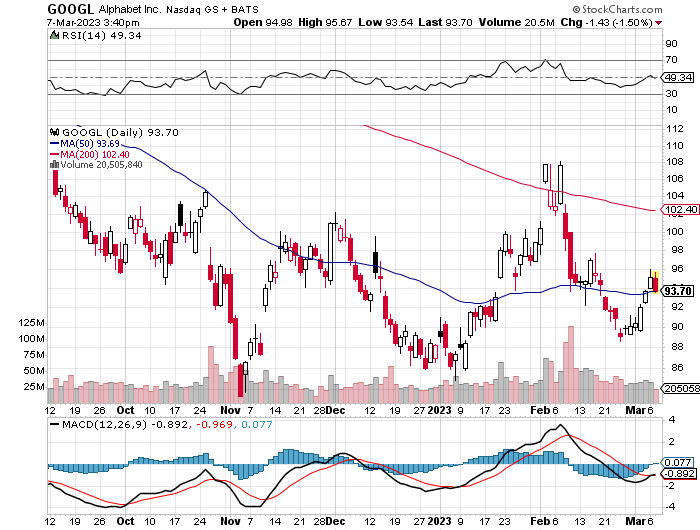 GOOGL Alphabet Inc. Nasdaq GS + BATS © StockCharts.com
7-Mar-2023 3:40pm Open 94.98 High 95.67 Low 93.54 Last 93.70 Volume 20.5M Chg -1.43 (-1.50%)
RSI(14) 49.34
90
70
49.34
30
10
GOOGL (Daily) 93.70
MA(50) 93.69
MA(200) 102.40
Volume 20,505,840
112
110
108
106
104
102.40
100
98
96
93.70
92
90
88
86
125M
100M
75M
50M
25M
20505840
12 19 26 Oct 10 17 24 Nov 7 14 21 28 Dec 12 19 27 2023 9 17 23 Feb 6 13 21 Mar 6
MACD(12,26,9) -0.892, -0.969, 0.077
4
3
2
1
0.077
-0.892
-2
-3
-4
12 19 26 Oct 10 17 24 Nov 7 14 21 28 Dec 12 19 27 2023 9 17 23 Feb 6 13 21 Mar 6